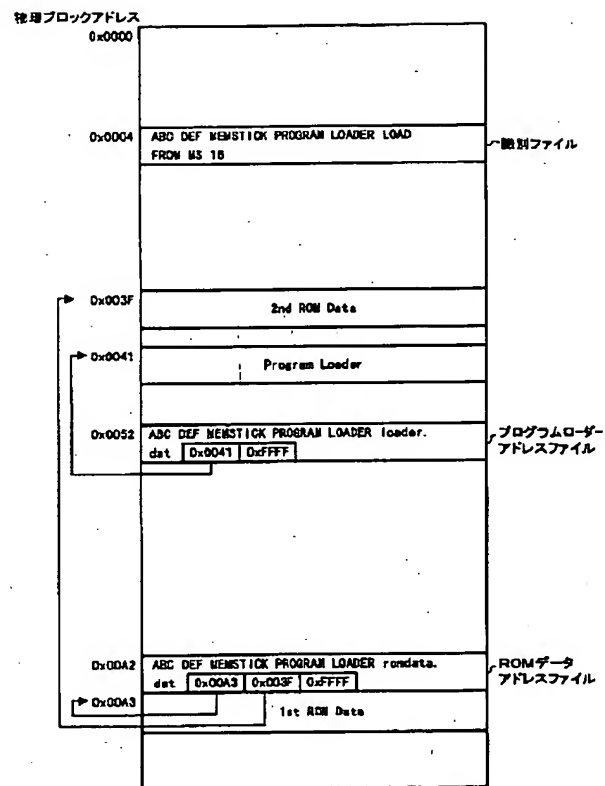 物理ブロックアドレス
0x0000
0x0004
ABC DEF MEMSTICK PROGRAM LOADER LOAD
FROM MS 16
識別ファイル
0x003F
2nd ROM Data
0x0041
Program Loader
0x0052
ABC DEF MEMSTICK PROGRAM LOADER loader.
dat 0x0041 0xFFFF
プログラムローダー
アドレスファイル
0x00A2
ABC DEF MEMSTICK PROGRAM LOADER romdata.
dat 0x00A3 0x003F 0xFFFF
ROMデータ
アドレスファイル
0x00A3
1st ROM Data